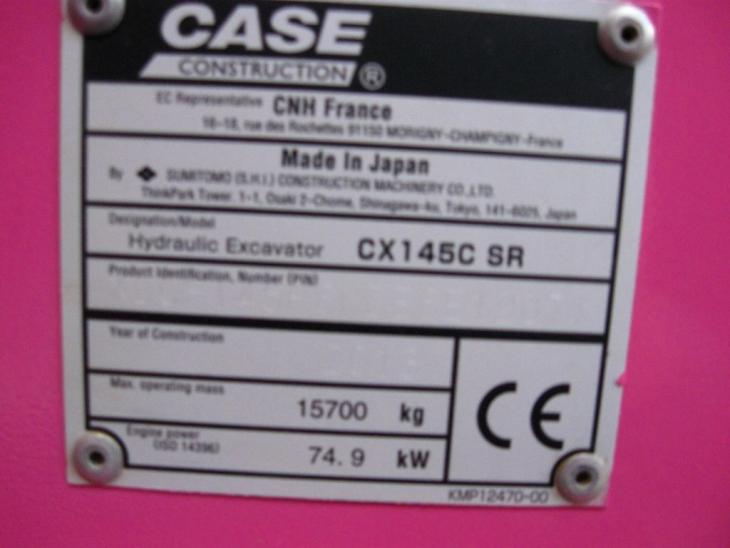 CASE
CONSTRUCTION ®
EC Representative CNH France
16-18, rue des Rochettes 91150 MORIGNY-CHAMPIGNY-France
Made In Japan
By SUMITOMO (S.H.I.) CONSTRUCTION MACHINERY CO.,LTD.
ThinkPark Tower, 1-1, Osaki 2-Chome, Shinagawa-ku, Tokyo, 141-6025, Japan
Designation/Model
Hydraulic Excavator CX145C SR
Product Identification, Number (PIN)
Year of Construction
Max. operating mass
15700 kg
Engine power
(ISO 14396)
74.9 kW
CE
KMP12470-00